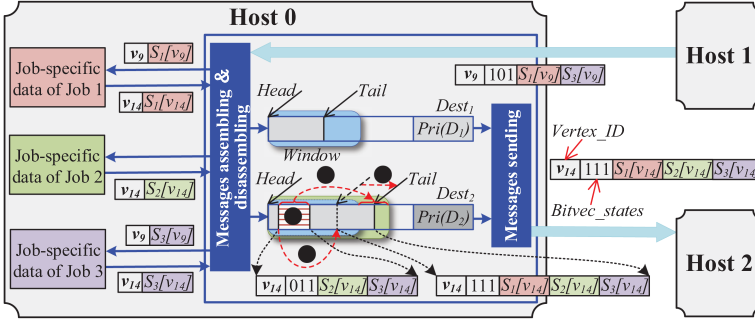 Host 0
Host 1
Job-specific
data of Job 1
v9 S1[v9]
v14 S1[v14]
Job-specific
data of Job 2
v14 S2[v14]
Job-specific
data of Job 3
v9 S3[v9]
v14 S3[v14]
Messages assembling &
disassembling
v9 101 S1[v9] S3[v9]
Head Tail Dest1
Pri(D1)
Window
Head Tail Dest2
Pri(D2)
Messages sending
Vertex_ID
v14 111 S1[v14] S2[v14] S3[v14]
Bitvec_states
Host 2
v14 011 S2[v14] S3[v14]
v14 111 S1[v14] S2[v14] S3[v14]